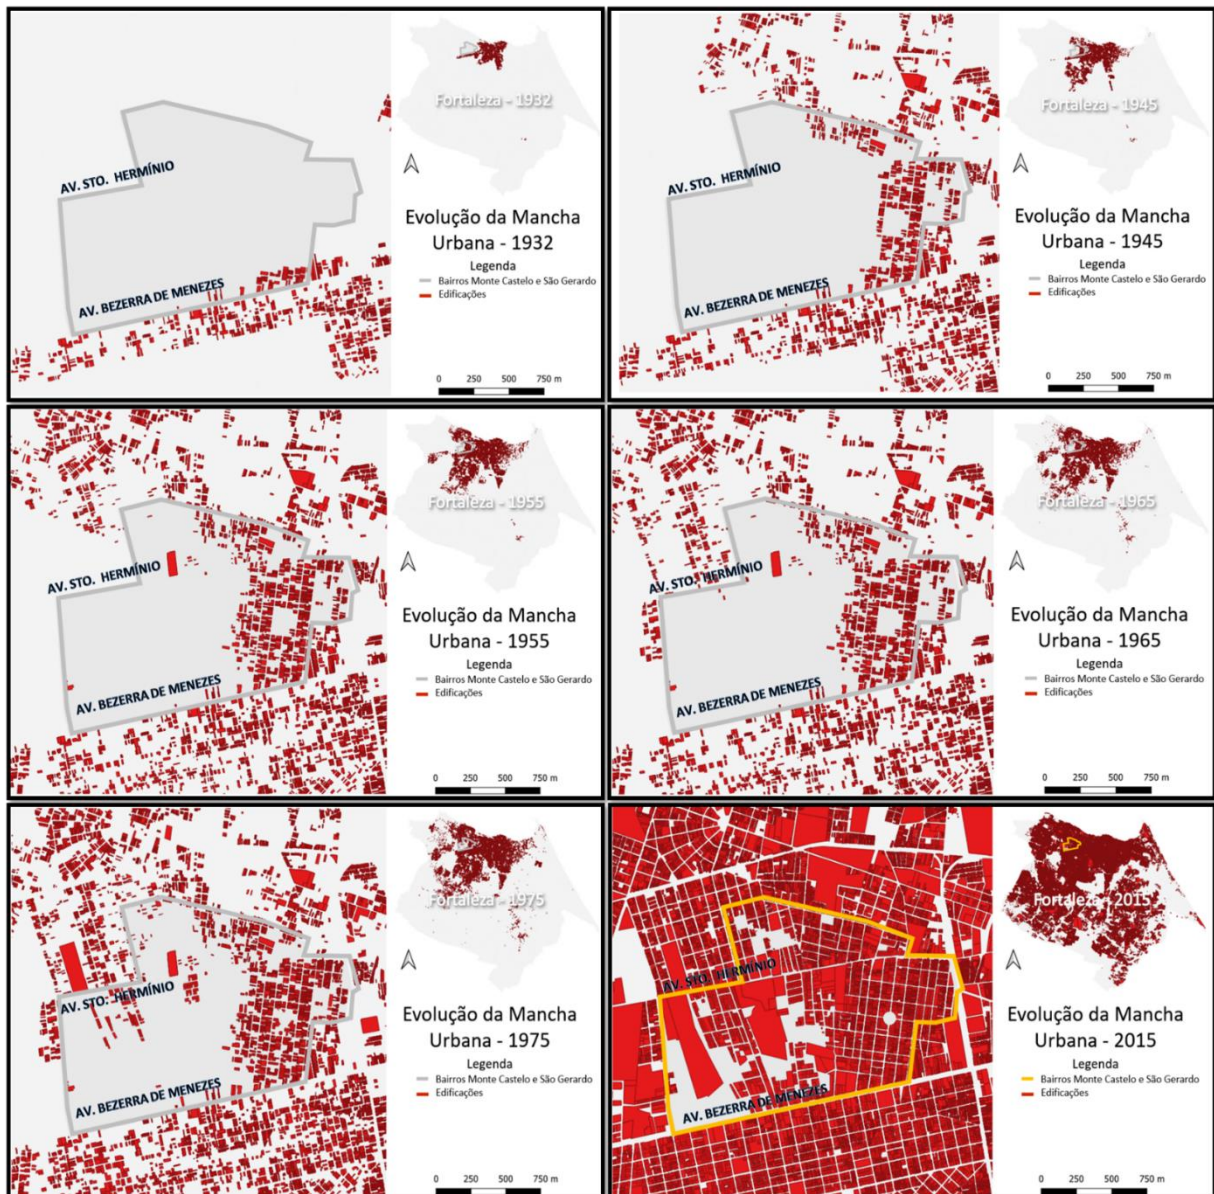 Fortaleza - 1932
AV. STO. HERMÍNIO
AV. BEZERRA DE MENEZES
Evolução da Mancha
Urbana - 1932
Legenda
Bairros Monte Castelo e São Gerardo
Edificações
0 250 500 750 m
Fortaleza - 1945
AV. STO. HERMÍNIO
AV. BEZERRA DE MENEZES
Evolução da Mancha
Urbana - 1945
Legenda
Bairros Monte Castelo e São Gerardo
Edificações
0 250 500 750 m
Fortaleza - 1955
AV. STO. HERMÍNIO
AV. BEZERRA DE MENEZES
Evolução da Mancha
Urbana - 1955
Legenda
Bairros Monte Castelo e São Gerardo
Edificações
0 250 500 750 m
Fortaleza - 1965
AV. STO. HERMÍNIO
AV. BEZERRA DE MENEZES
Evolução da Mancha
Urbana - 1965
Legenda
Bairros Monte Castelo e São Gerardo
Edificações
0 250 500 750 m
Fortaleza - 1975
AV. STO. HERMÍNIO
AV. BEZERRA DE MENEZES
Evolução da Mancha
Urbana - 1975
Legenda
Bairros Monte Castelo e São Gerardo
Edificações
0 250 500 750 m
Fortaleza - 2015
AV. STO. HERMÍNIO
AV. BEZERRA DE MENEZES
Evolução da Mancha
Urbana - 2015
Legenda
Bairros Monte Castelo e São Gerardo
Edificações
0 250 500 750 m